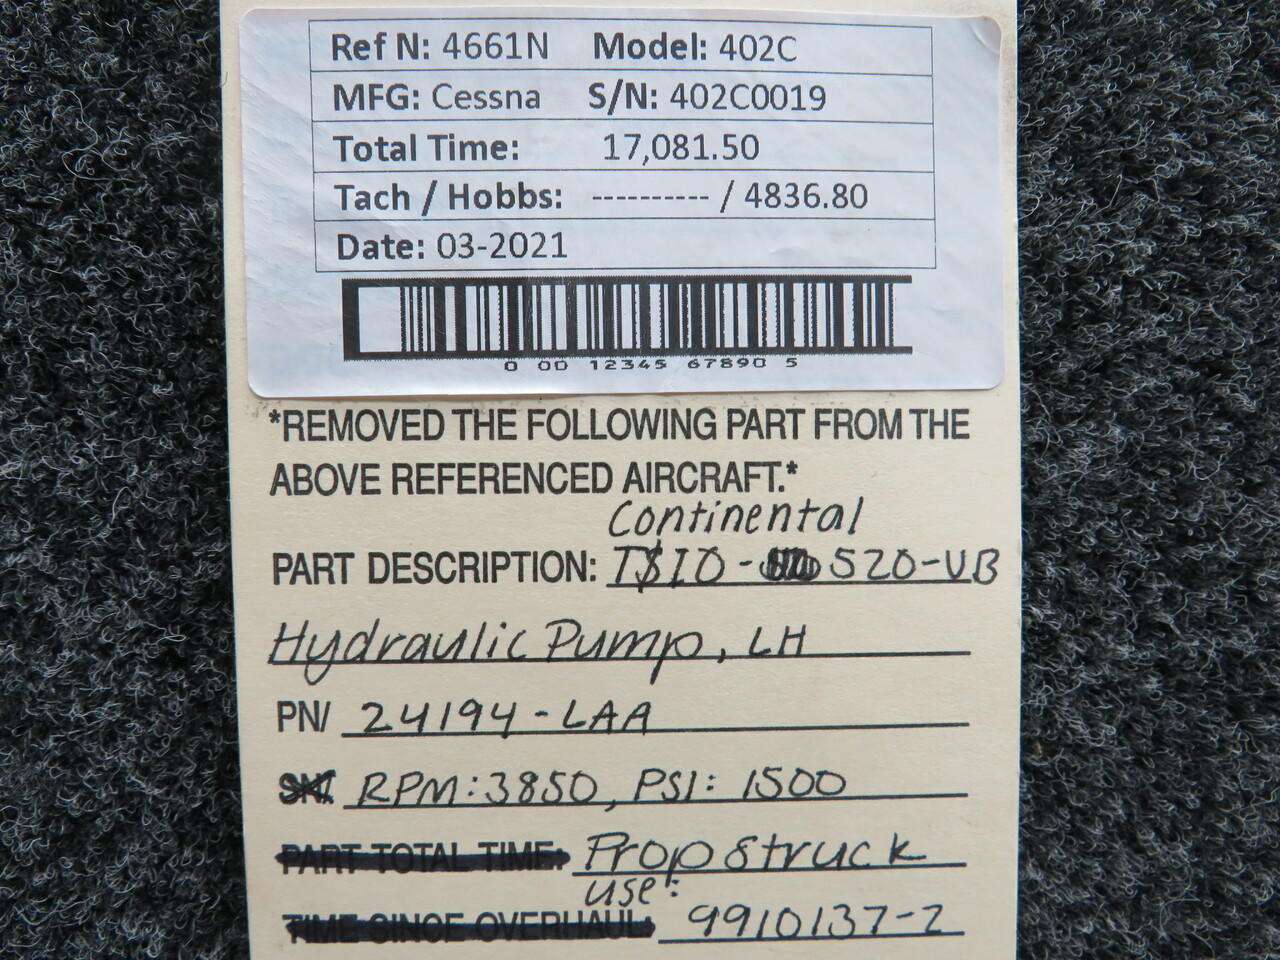 Ref N: 4661N Model: 402C
MFG: Cessna S/N: 402C0019
Total Time: 17,081.50
Tach / Hobbs: ---------- / 4836.80
Date: 03-2021
0 00 12345 67890 5
*REMOVED THE FOLLOWING PART FROM THE
ABOVE REFERENCED AIRCRAFT.*
Continental
PART DESCRIPTION: TSIO - 520-VB
Hydraulic Pump, LH
PN/ 24194-LAA
SN/ RPM: 3850, PSI: 1500
PART TOTAL TIME: Prop Struck
use:
TIME SINCE OVERHAUL: 9910137-2